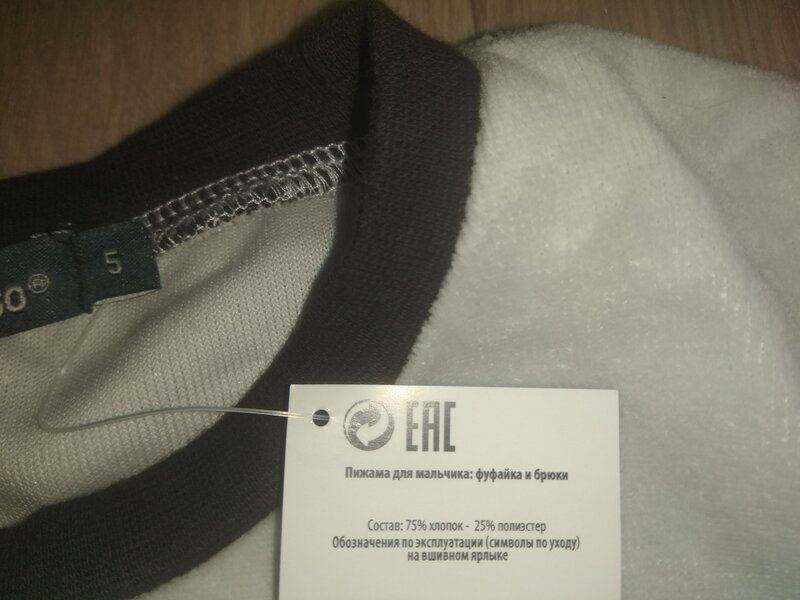 5
EAC
Пижама для мальчика: фуфайка и брюки
Состав: 75% хлопок - 25% полиэстер
Обозначения по эксплуатации (символы по уходу)
на вшивном ярлыке